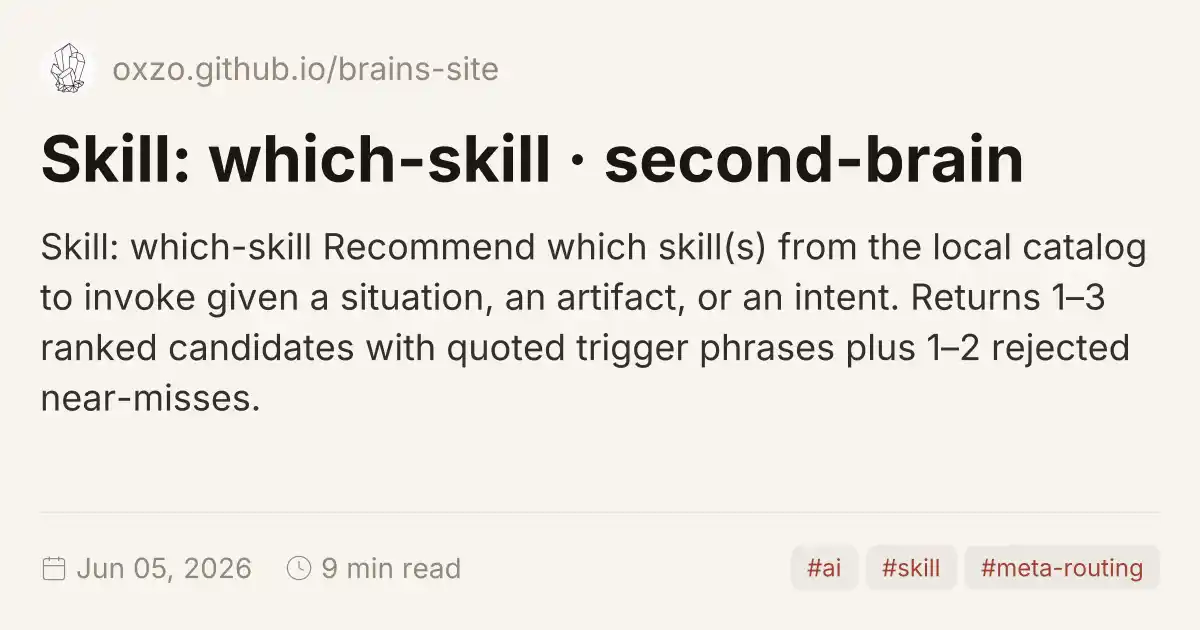 oxzo.github.io/brains-site
Skill: which-skill · second-brain
Skill: which-skill Recommend which skill(s) from the local catalog
to invoke given a situation, an artifact, or an intent. Returns 1–3
ranked candidates with quoted trigger phrases plus 1–2 rejected
near-misses.
Jun 05, 2026 9 min read #ai #skill #meta-routing